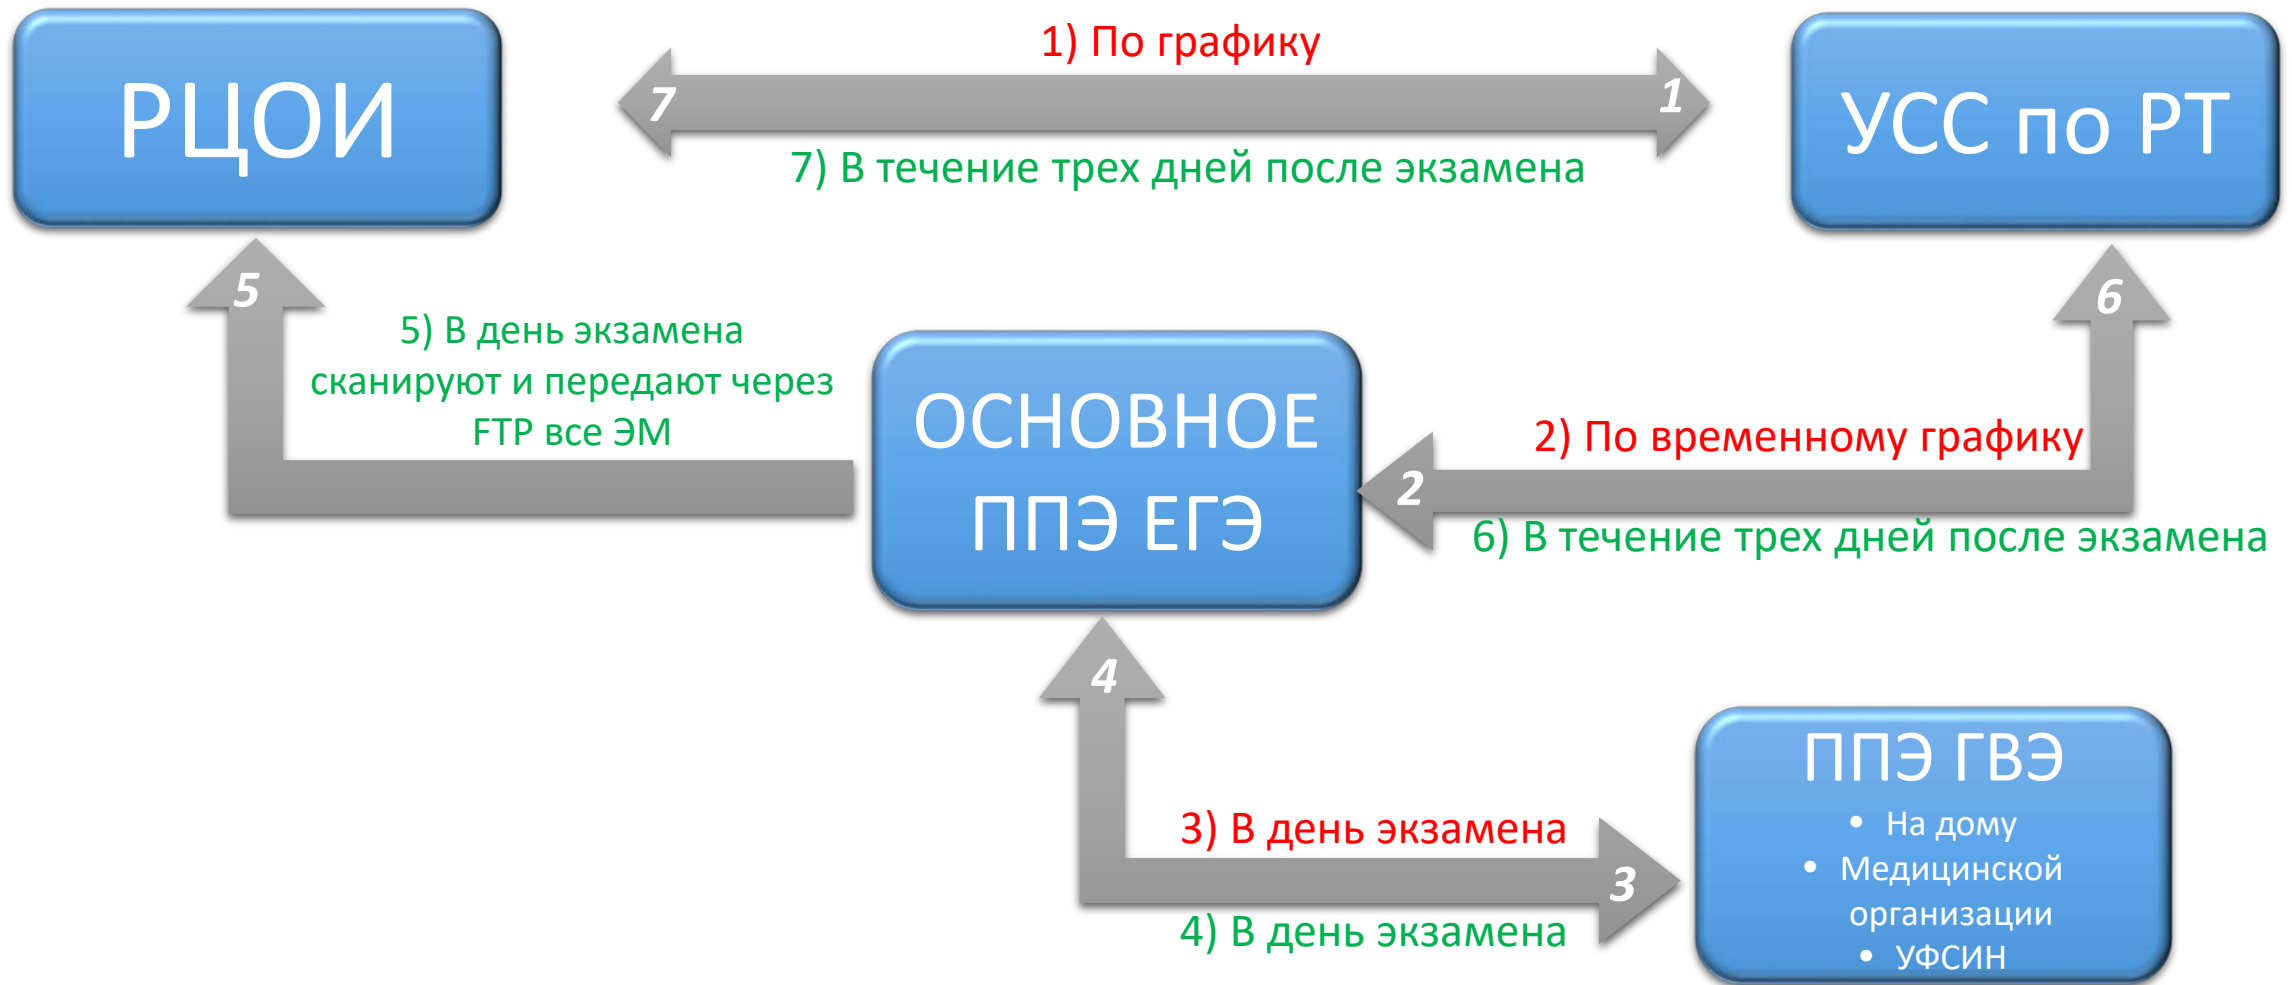 РЦОИ
1) По графику
7
1
7) В течение трех дней после экзамена
УСС по РТ
5
5) В день экзамена
сканируют и передают через
FTP все ЭМ
ОСНОВНОЕ
ППЭ ЕГЭ
6
2) По временному графику
2
6) В течение трех дней после экзамена
4
3) В день экзамена
3
4) В день экзамена
ППЭ ГВЭ
• На дому
• Медицинской
организации
• УФСИН